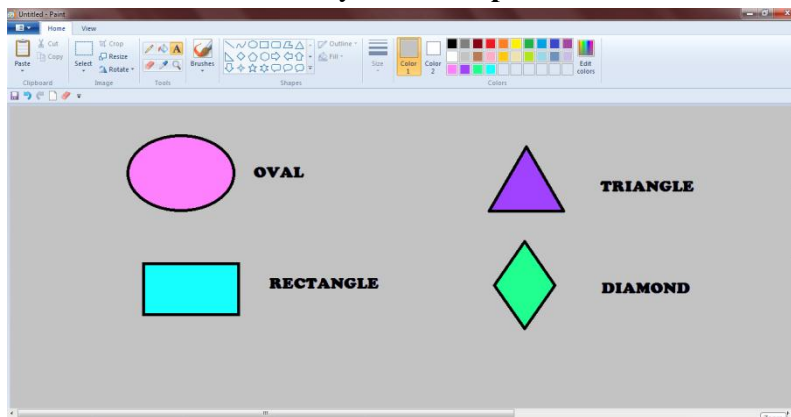 Untitled - Paint
Home View
Paste
Cut
Copy
Clipboard
Select
Crop
Resize
Rotate
Image
Tools
Brushes
Outline
Fill
Shapes
Size
Color 1
Color 2
Edit colors
Colors
OVAL
TRIANGLE
RECTANGLE
DIAMOND